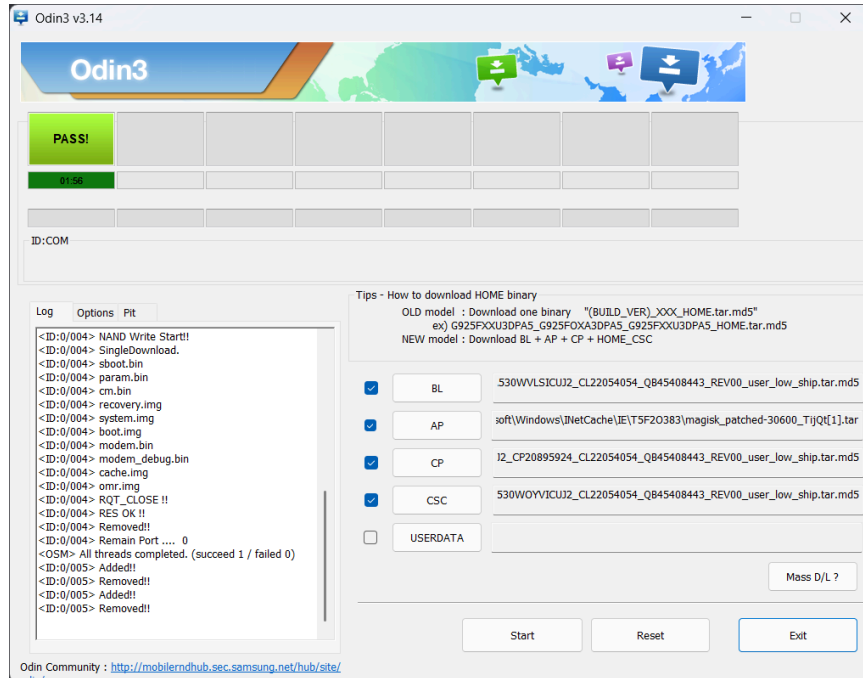 Odin3 v3.14
Odin3
PASS!
01:56
ID:COM
Log Options Pit
<ID:0/004> NAND Write Start!!
<ID:0/004> SingleDownload.
<ID:0/004> sboot.bin
<ID:0/004> param.bin
<ID:0/004> cm.bin
<ID:0/004> recovery.img
<ID:0/004> system.img
<ID:0/004> boot.img
<ID:0/004> modem.bin
<ID:0/004> modem_debug.bin
<ID:0/004> cache.img
<ID:0/004> omr.img
<ID:0/004> RQT_CLOSE !!
<ID:0/004> RES OK !!
<ID:0/004> Removed!!
<ID:0/004> Remain Port .... 0
<OSM> All threads completed. (succeed 1 / failed 0)
<ID:0/005> Added!!
<ID:0/005> Removed!!
<ID:0/005> Added!!
<ID:0/005> Removed!!
Tips - How to download HOME binary
OLD model : Download one binary "(BUILD_VER)_XXX_HOME.tar.md5"
ex) G925FXXU3DPA5_G925FOXA3DPA5_G925FXXU3DPA5_HOME.tar.md5
NEW model : Download BL + AP + CP + HOME_CSC
BL .530WVLSICUJ2_CL22054054_QB45408443_REV00_user_low_ship.tar.md5
AP soft\Windows\INetCache\IE\T5F2O383\magisk_patched-30600_TijQt[1].tar
CP J2_CP20895924_CL22054054_QB45408443_REV00_user_low_ship.tar.md5
CSC 530WOYVICUJ2_CL22054054_QB45408443_REV00_user_low_ship.tar.md5
USERDATA
Mass D/L ?
Start Reset Exit
Odin Community : http://mobilerndhub.sec.samsung.net/hub/site/